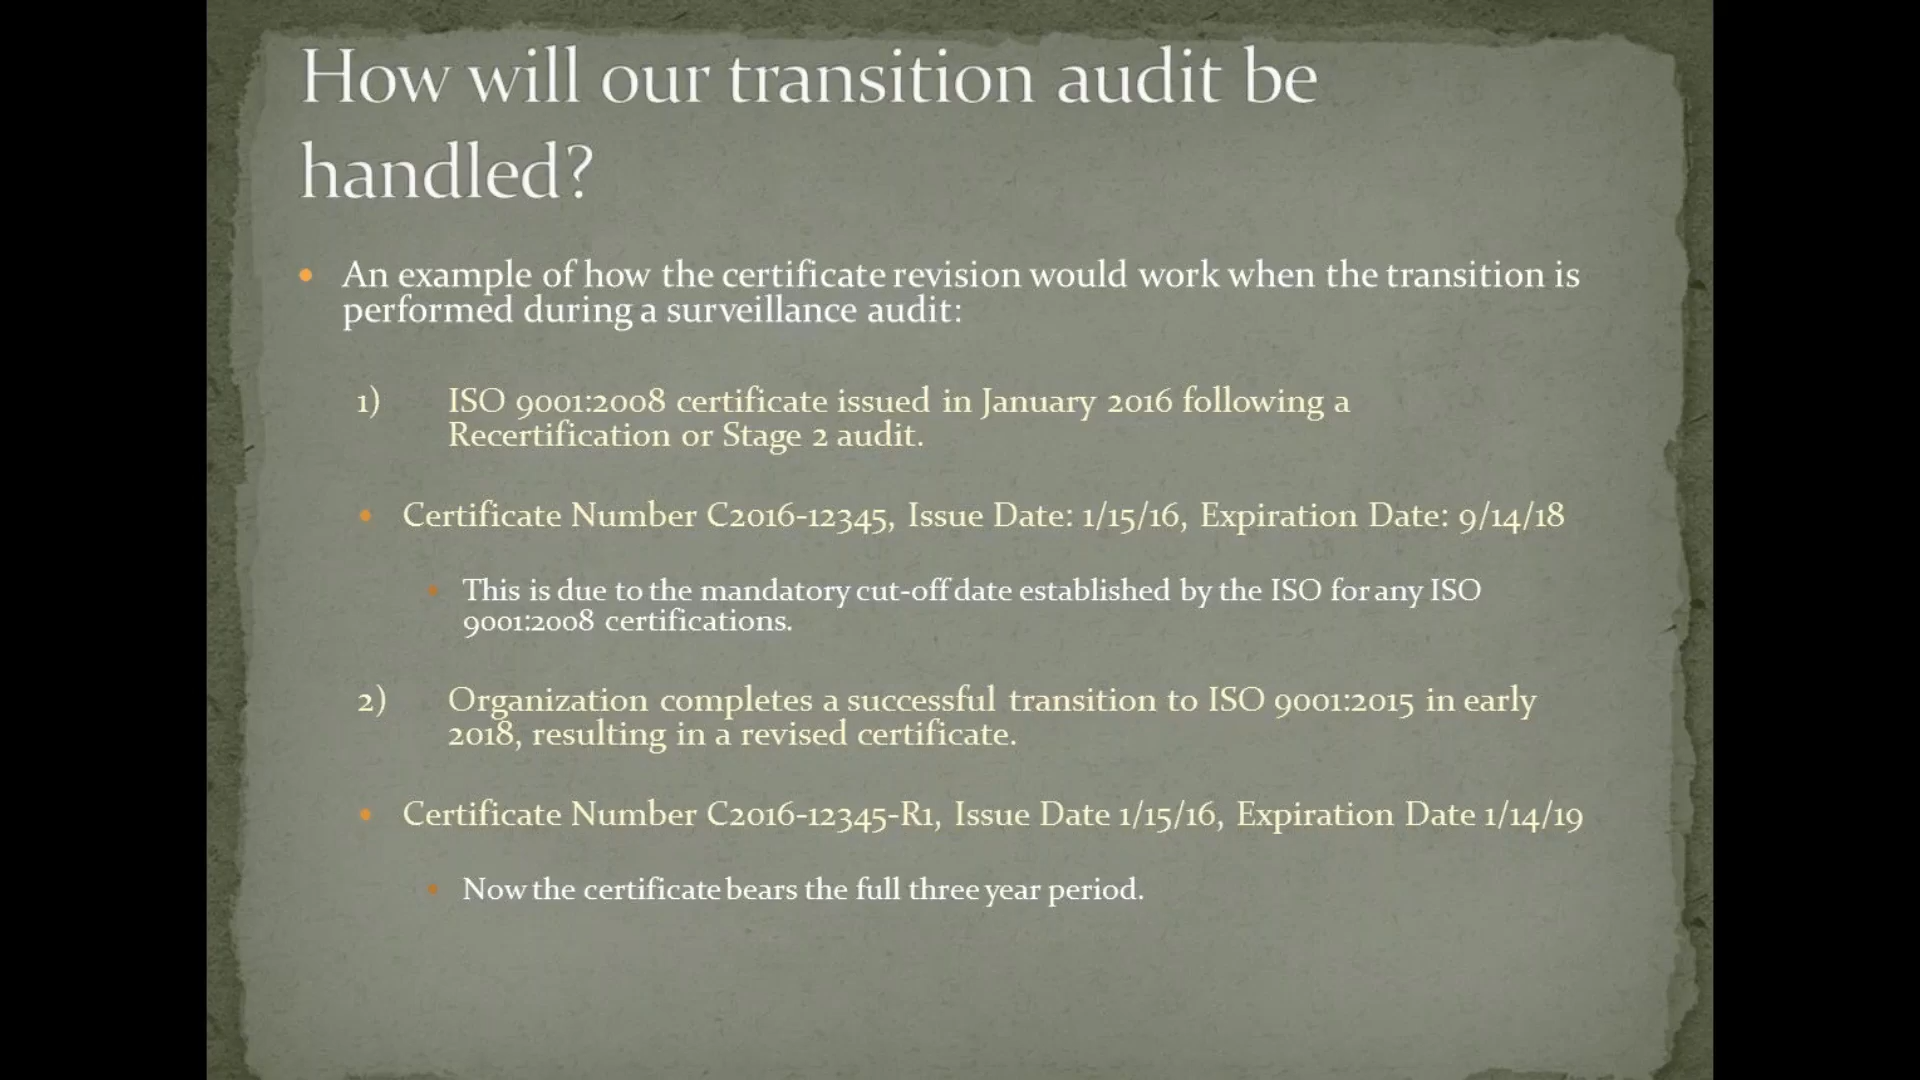 How will our transition audit be
handled?
• An example of how the certificate revision would work when the transition is
performed during a surveillance audit:
1) ISO 9001:2008 certificate issued in January 2016 following a
Recertification or Stage 2 audit.
• Certificate Number C2016-12345, Issue Date: 1/15/16, Expiration Date: 9/14/18
• This is due to the mandatory cut-off date established by the ISO for any ISO
9001:2008 certifications.
2) Organization completes a successful transition to ISO 9001:2015 in early
2018, resulting in a revised certificate.
• Certificate Number C2016-12345-R1, Issue Date 1/15/16, Expiration Date 1/14/19
• Now the certificate bears the full three year period.